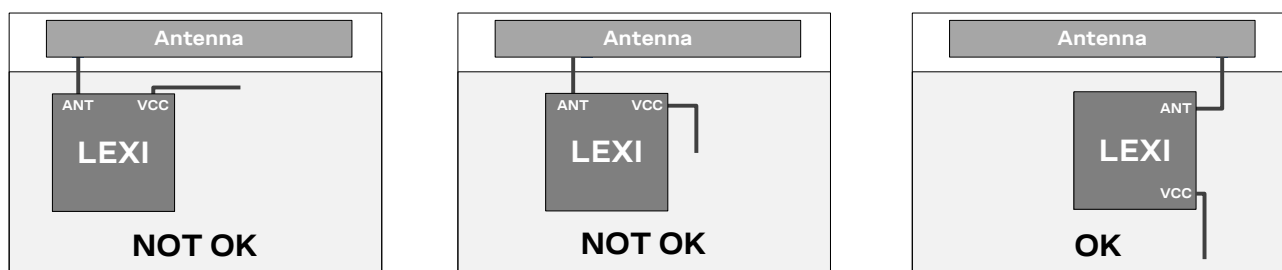 Antenna
ANT VCC
LEXI
NOT OK
Antenna
ANT VCC
LEXI
NOT OK
Antenna
ANT
LEXI
VCC
OK